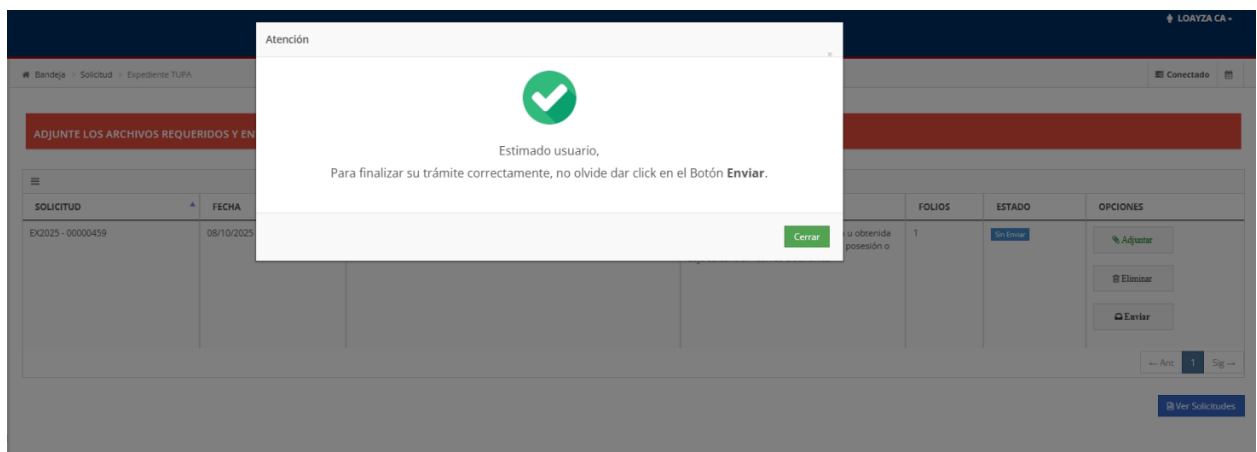 LOAYZA CA
Atención
×
Bandeja > Solicitud > Expediente TUPA
Conectado
ADJUNTE LOS ARCHIVOS REQUERIDOS Y EN
Estimado usuario,
Para finalizar su trámite correctamente, no olvide dar click en el Botón Enviar.
Cerrar
SOLICITUD FECHA FOLIOS ESTADO OPCIONES
EX2025 - 00000459 08/10/2025 u obtenida 1 Sin Enviar Adjuntar
posesión o
Eliminar
Enviar
← Ant 1 Sig →
Ver Solicitudes